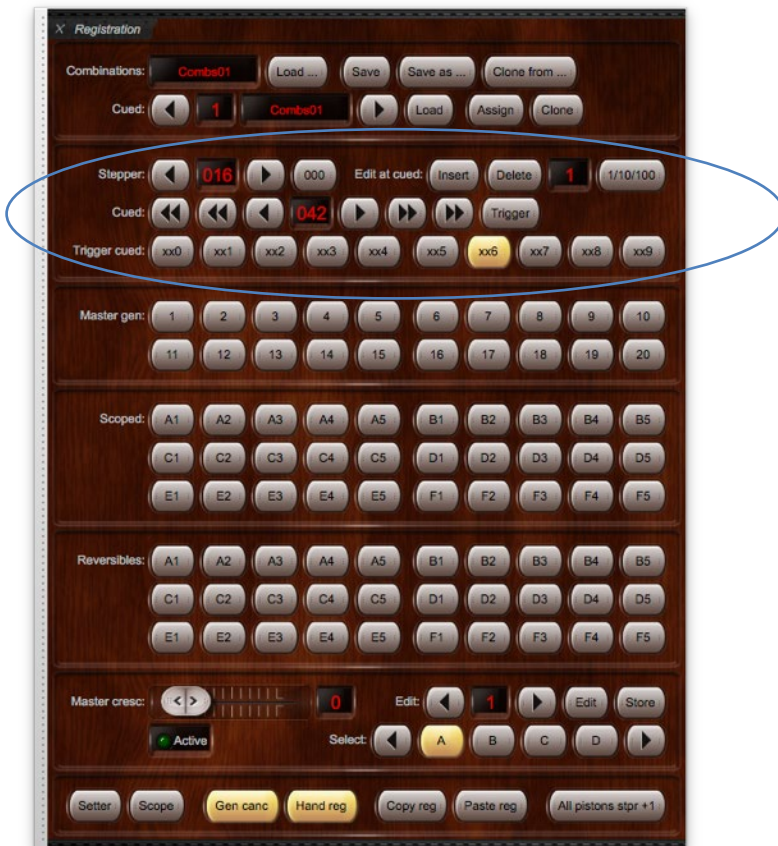 X Registration
Combinations: Combs01 Load ... Save Save as ... Clone from ...
Cued: 1 Combs01 Load Assign Clone
Stepper: 016 000 Edit at cued: Insert Delete 1 1/10/100
Cued: 042 Trigger
Trigger cued: xx0 xx1 xx2 xx3 xx4 xx5 xx6 xx7 xx8 xx9
Master gen: 1 2 3 4 5 6 7 8 9 10
11 12 13 14 15 16 17 18 19 20
Scoped: A1 A2 A3 A4 A5 B1 B2 B3 B4 B5
C1 C2 C3 C4 C5 D1 D2 D3 D4 D5
E1 E2 E3 E4 E5 F1 F2 F3 F4 F5
Reversibles: A1 A2 A3 A4 A5 B1 B2 B3 B4 B5
C1 C2 C3 C4 C5 D1 D2 D3 D4 D5
E1 E2 E3 E4 E5 F1 F2 F3 F4 F5
Master cresc: < > 0 Edit: 1 Edit Store
Active Select: A B C D
Setter Scope Gen canc Hand reg Copy reg Paste reg All pistons stpr +1